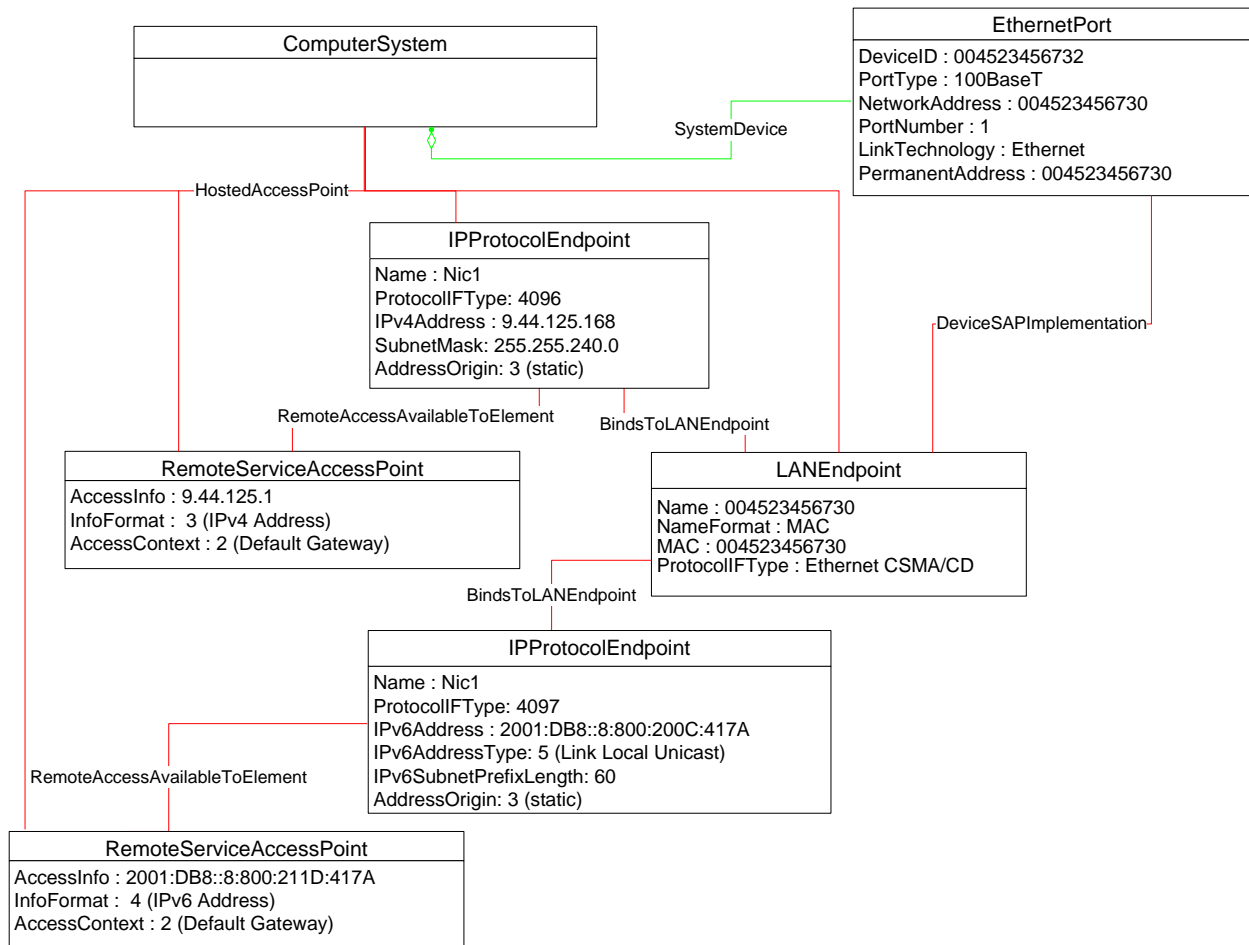 ComputerSystem
EthernetPort
DeviceID : 004523456732
PortType : 100BaseT
NetworkAddress : 004523456730
PortNumber : 1
LinkTechnology : Ethernet
PermanentAddress : 004523456730
SystemDevice
HostedAccessPoint
IPProtocolEndpoint
Name : Nic1
ProtocolIFType: 4096
IPv4Address : 9.44.125.168
SubnetMask: 255.255.240.0
AddressOrigin: 3 (static)
DeviceSAPImplementation
RemoteAccessAvailableToElement
BindsToLANEndpoint
RemoteServiceAccessPoint
AccessInfo : 9.44.125.1
InfoFormat :  3 (IPv4 Address)
AccessContext : 2 (Default Gateway)
LANEndpoint
Name : 004523456730
NameFormat : MAC
MAC : 004523456730
ProtocolIFType : Ethernet CSMA/CD
BindsToLANEndpoint
IPProtocolEndpoint
Name : Nic1
ProtocolIFType: 4097
IPv6Address : 2001:DB8::8:800:200C:417A
IPv6AddressType: 5 (Link Local Unicast)
IPv6SubnetPrefixLength: 60
AddressOrigin: 3 (static)
RemoteAccessAvailableToElement
RemoteServiceAccessPoint
AccessInfo : 2001:DB8::8:800:211D:417A
InfoFormat :  4 (IPv6 Address)
AccessContext : 2 (Default Gateway)